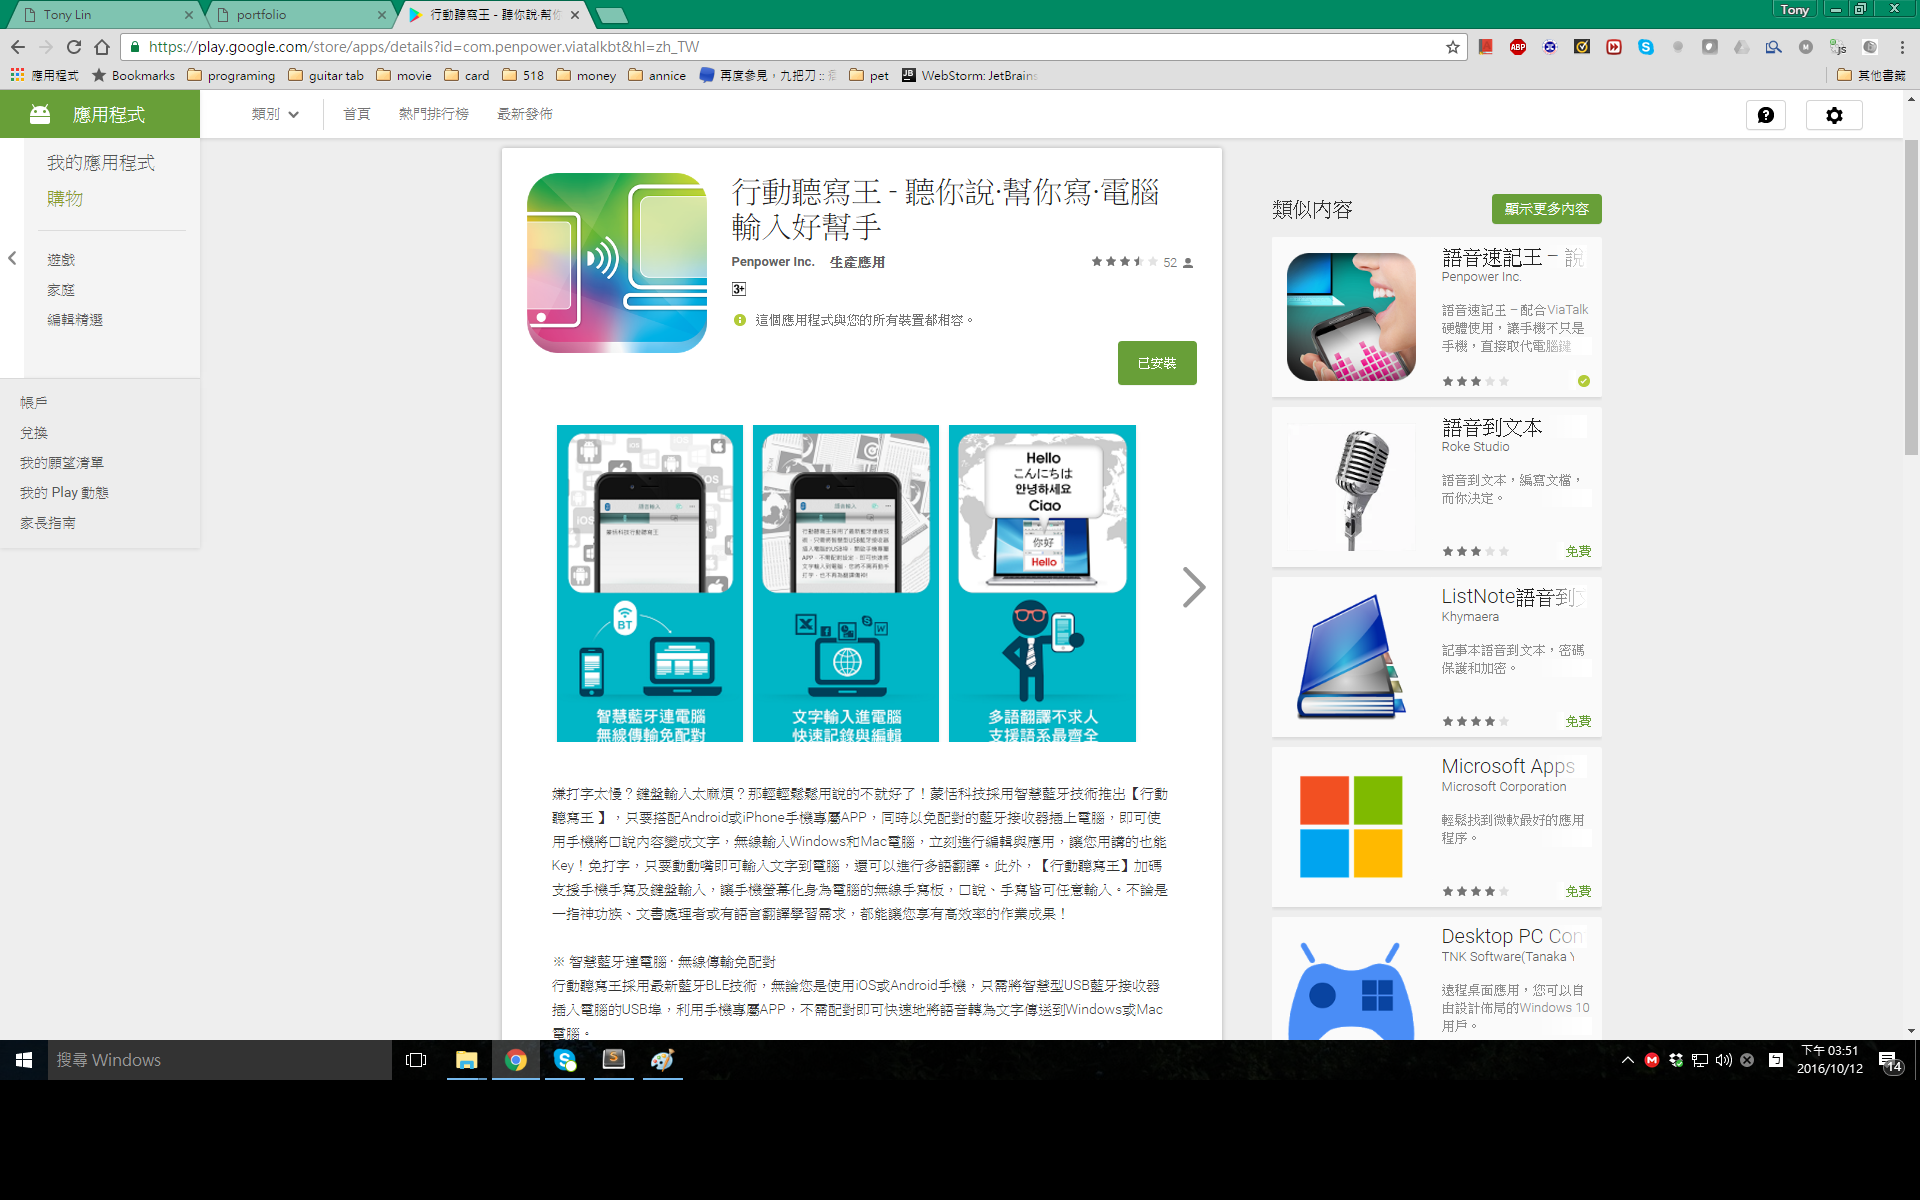 Tony Lin
portfolio
行動聽寫王 - 聽你說·幫你
Tony
https://play.google.com/store/apps/details?id=com.penpower.viatalkbt&hl=zh_TW
應用程式
Bookmarks
programing
guitar tab
movie
card
518
money
annice
再度參見，九把刀 ::
pet
WebStorm: JetBrains
其他書籤
應用程式
類別
首頁
熱門排行榜
最新發佈
我的應用程式
購物
遊戲
家庭
編輯精選
帳戶
兌換
我的願望清單
我的 Play 動態
家長指南
行動聽寫王 - 聽你說·幫你寫·電腦
輸入好幫手
Penpower Inc. 生產應用
52
3+
這個應用程式與您的所有裝置都相容。
已安裝
智慧藍牙連電腦
無線傳輸免配對
文字輸入進電腦
快速記錄與編輯
Hello
こんにちは
안녕하세요
Ciao
你好
Hello
BT
多語翻譯不求人
支援語系最齊全
嫌打字太慢？鍵盤輸入太麻煩？那輕輕鬆鬆用說的不就好了！蒙恬科技採用智慧藍牙技術推出【行動
聽寫王 】，只要搭配Android或iPhone手機專屬APP，同時以免配對的藍牙接收器插上電腦，即可使
用手機將口說內容變成文字，無線輸入Windows和Mac電腦，立刻進行編輯與應用，讓您用講的也能
Key！免打字，只要動動嘴即可輸入文字到電腦，還可以進行多語翻譯。此外，【行動聽寫王】加碼
支援手機手寫及鍵盤輸入，讓手機螢幕化身為電腦的無線手寫板，口說、手寫皆可任意輸入。不論是
一指神功族、文書處理者或有語言翻譯學習需求，都能讓您享有高效率的作業成果！
※ 智慧藍牙連電腦 · 無線傳輸免配對
行動聽寫王採用最新藍牙BLE技術，無論您是使用iOS或Android手機，只需將智慧型USB藍牙接收器
插入電腦的USB埠，利用手機專屬APP，不需配對即可快速地將語音轉為文字傳送到Windows或Mac
電腦。
類似內容
顯示更多內容
語音速記王 – 說
Penpower Inc.
語音速記王 – 配合ViaTalk
硬體使用，讓手機不只是
手機，直接取代電腦鍵
語音到文本
Roke Studio
語音到文本，編寫文檔，
而你決定。
免費
ListNote語音到文
Khymaera
記事本語音到文本，密碼
保護和加密。
免費
Microsoft Apps
Microsoft Corporation
輕鬆找到微軟最好的應用
程序。
免費
Desktop PC Con
TNK Software(Tanaka Y
遠程桌面應用，您可以自
由設計佈局的Windows 10
用戶。
搜尋 Windows
下午 03:51
2016/10/12
14